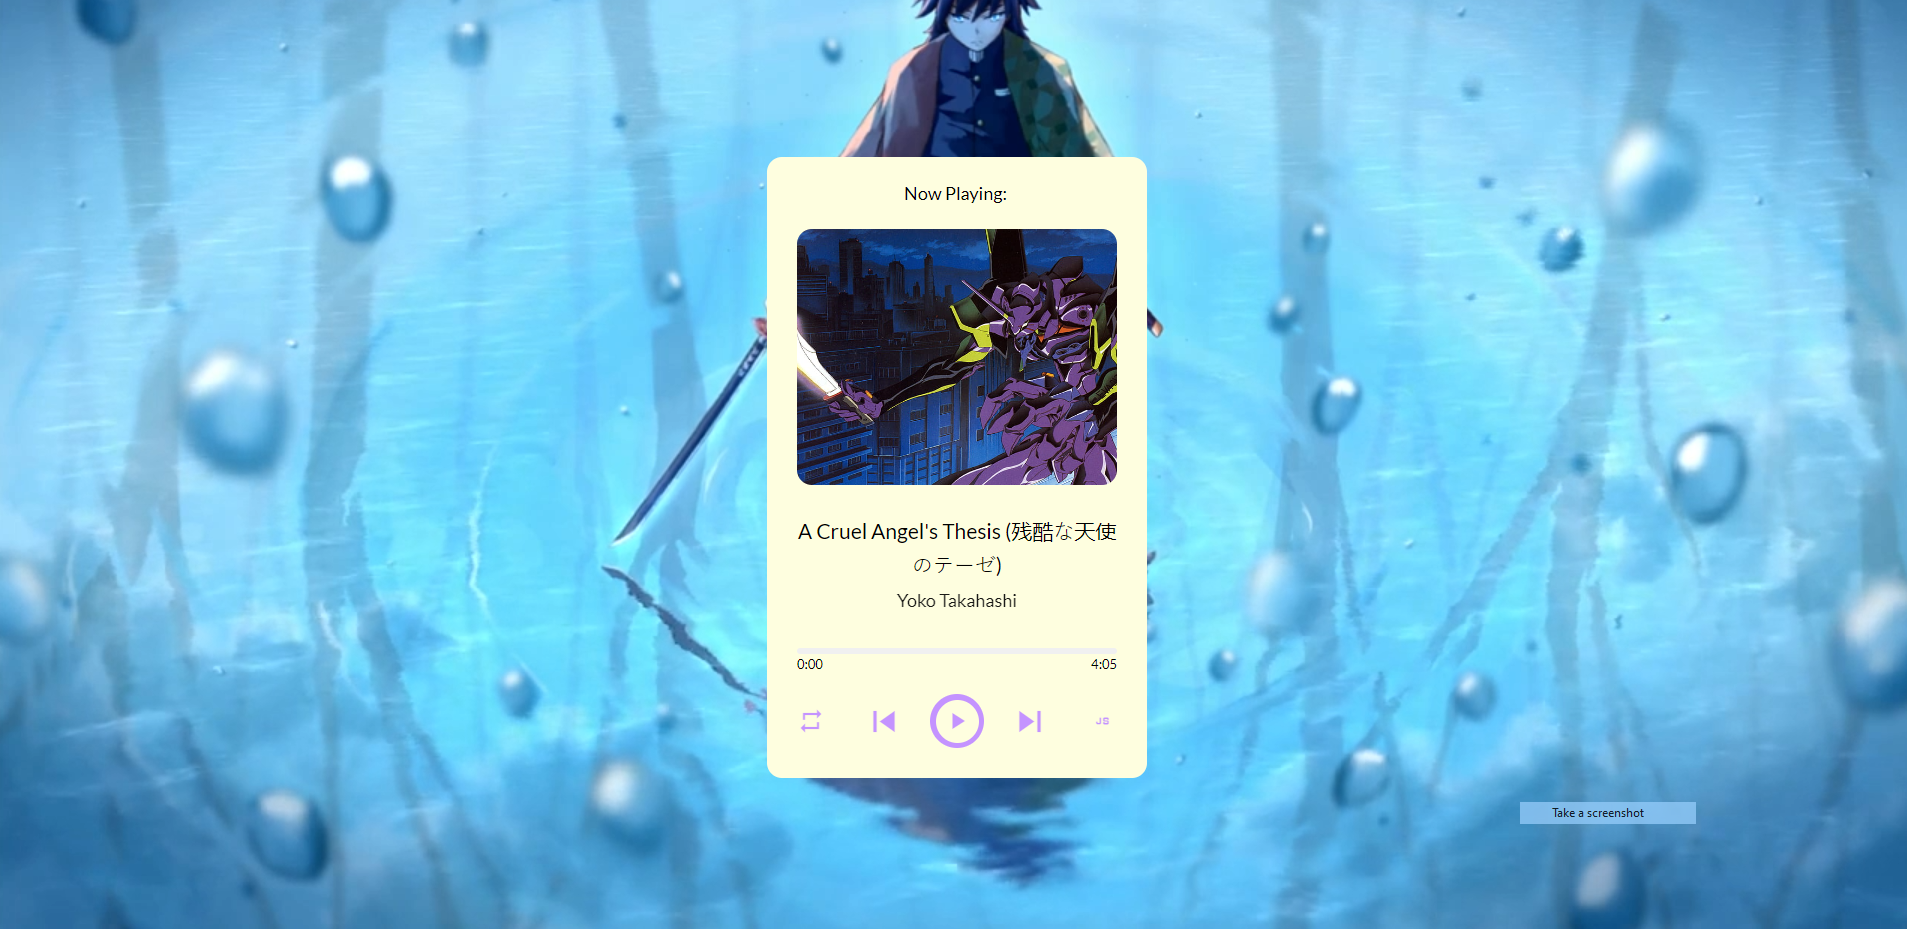 Now Playing:
A Cruel Angel's Thesis (残酷な天使
のテーゼ)
Yoko Takahashi
0:00 4:05
JS
Take a screenshot